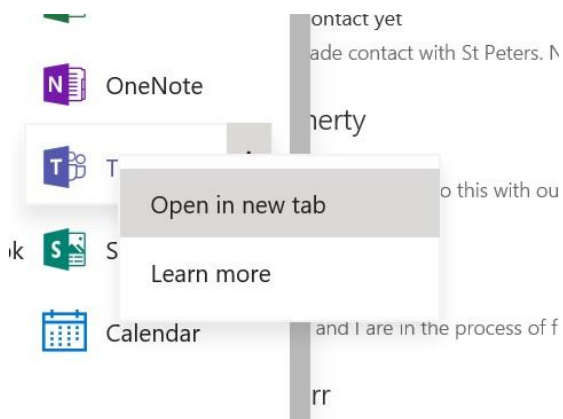 ontact yet
ade contact with St Peters. N
OneNote
herty
T
Open in new tab
o this with ou
k S
Learn more
Calendar
and I are in the process of f
rr